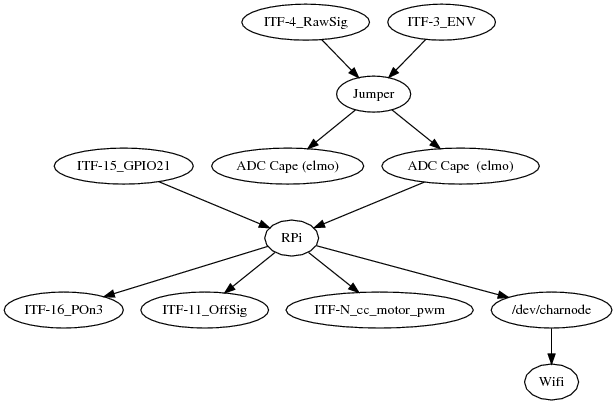 ITF-4_RawSig
ITF-3_ENV
Jumper
ITF-15_GPIO21
ADC Cape (elmo)
ADC Cape  (elmo)
RPi
ITF-16_POn3
ITF-11_OffSig
ITF-N_cc_motor_pwm
/dev/charnode
Wifi